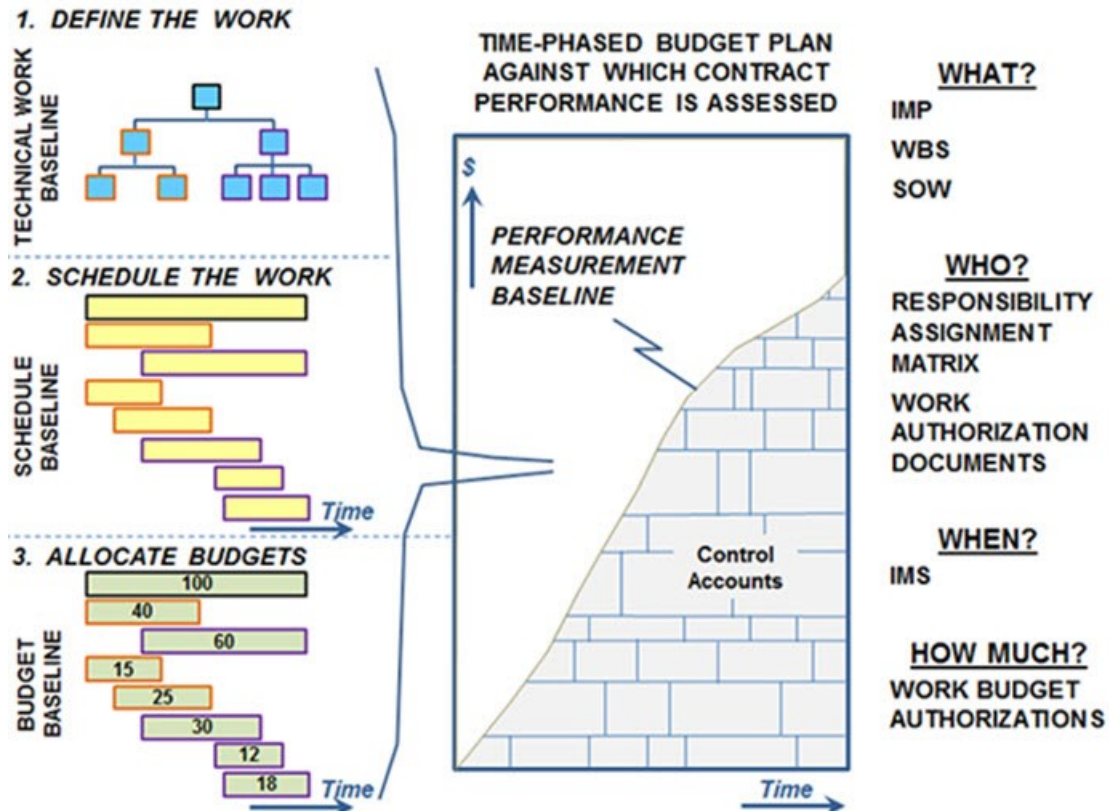 1. DEFINE THE WORK
TECHNICAL WORK
BASELINE
2. SCHEDULE THE WORK
SCHEDULE
BASELINE
Time
3. ALLOCATE BUDGETS
BUDGET
BASELINE
100
40
60
15
25
30
12
18
Time
TIME-PHASED BUDGET PLAN
AGAINST WHICH CONTRACT
PERFORMANCE IS ASSESSED
$
PERFORMANCE
MEASUREMENT
BASELINE
Control
Accounts
Time
WHAT?
IMP
WBS
SOW
WHO?
RESPONSIBILITY
ASSIGNMENT
MATRIX
WORK
AUTHORIZATION
DOCUMENTS
WHEN?
IMS
HOW MUCH?
WORK BUDGET
AUTHORIZATIONS